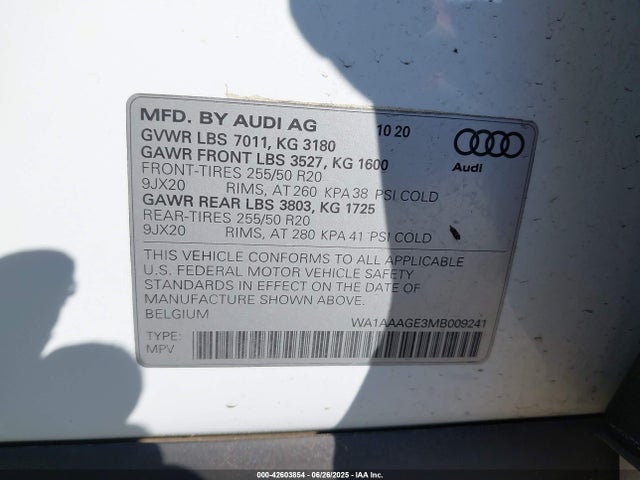 MFD. BY AUDI AG 10 20
GVWR LBS 7011, KG 3180
GAWR FRONT LBS 3527, KG 1600
FRONT-TIRES 255/50 R20
9JX20 RIMS, AT 260 KPA 38 PSI COLD
GAWR REAR LBS 3803, KG 1725
REAR-TIRES 255/50 R20
9JX20 RIMS, AT 280 KPA 41 PSI COLD
Audi
THIS VEHICLE CONFORMS TO ALL APPLICABLE
U.S. FEDERAL MOTOR VEHICLE SAFETY
STANDARDS IN EFFECT ON THE DATE OF
MANUFACTURE SHOWN ABOVE.
BELGIUM
WA1AAAGE3MB009241
TYPE:
MPV
000-42603854 | 06/26/2025 | IAA Inc.